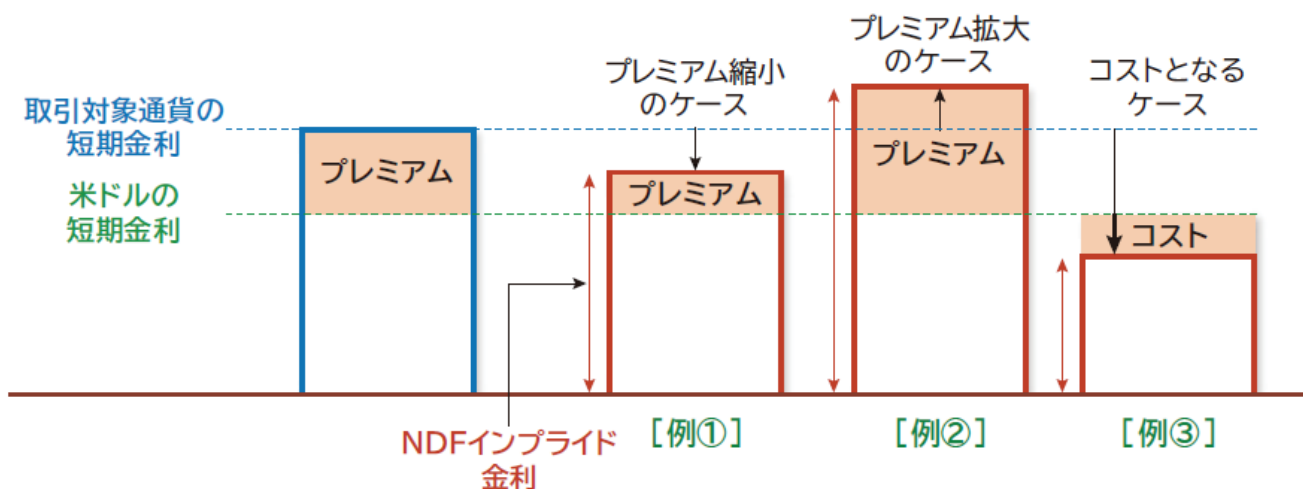 取引対象通貨の
短期金利
米ドルの
短期金利
プレミアム
プレミアム縮小
のケース
プレミアム
プレミアム拡大
のケース
プレミアム
コストとなる
ケース
コスト
NDFインプライド
金利
［例①］
［例②］
［例③］